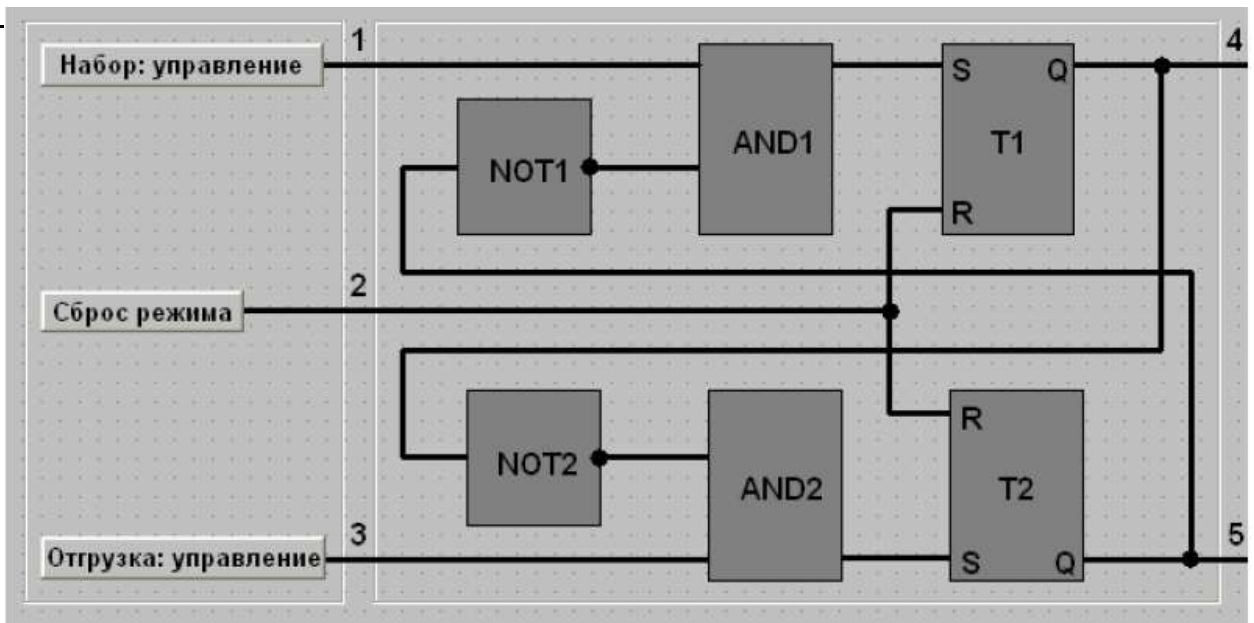 1
4
Набор: управление
S
Q
AND1
T1
NOT1
R
2
Сброс режима
R
NOT2
AND2
T2
3
5
Отгрузка: управление
S
Q